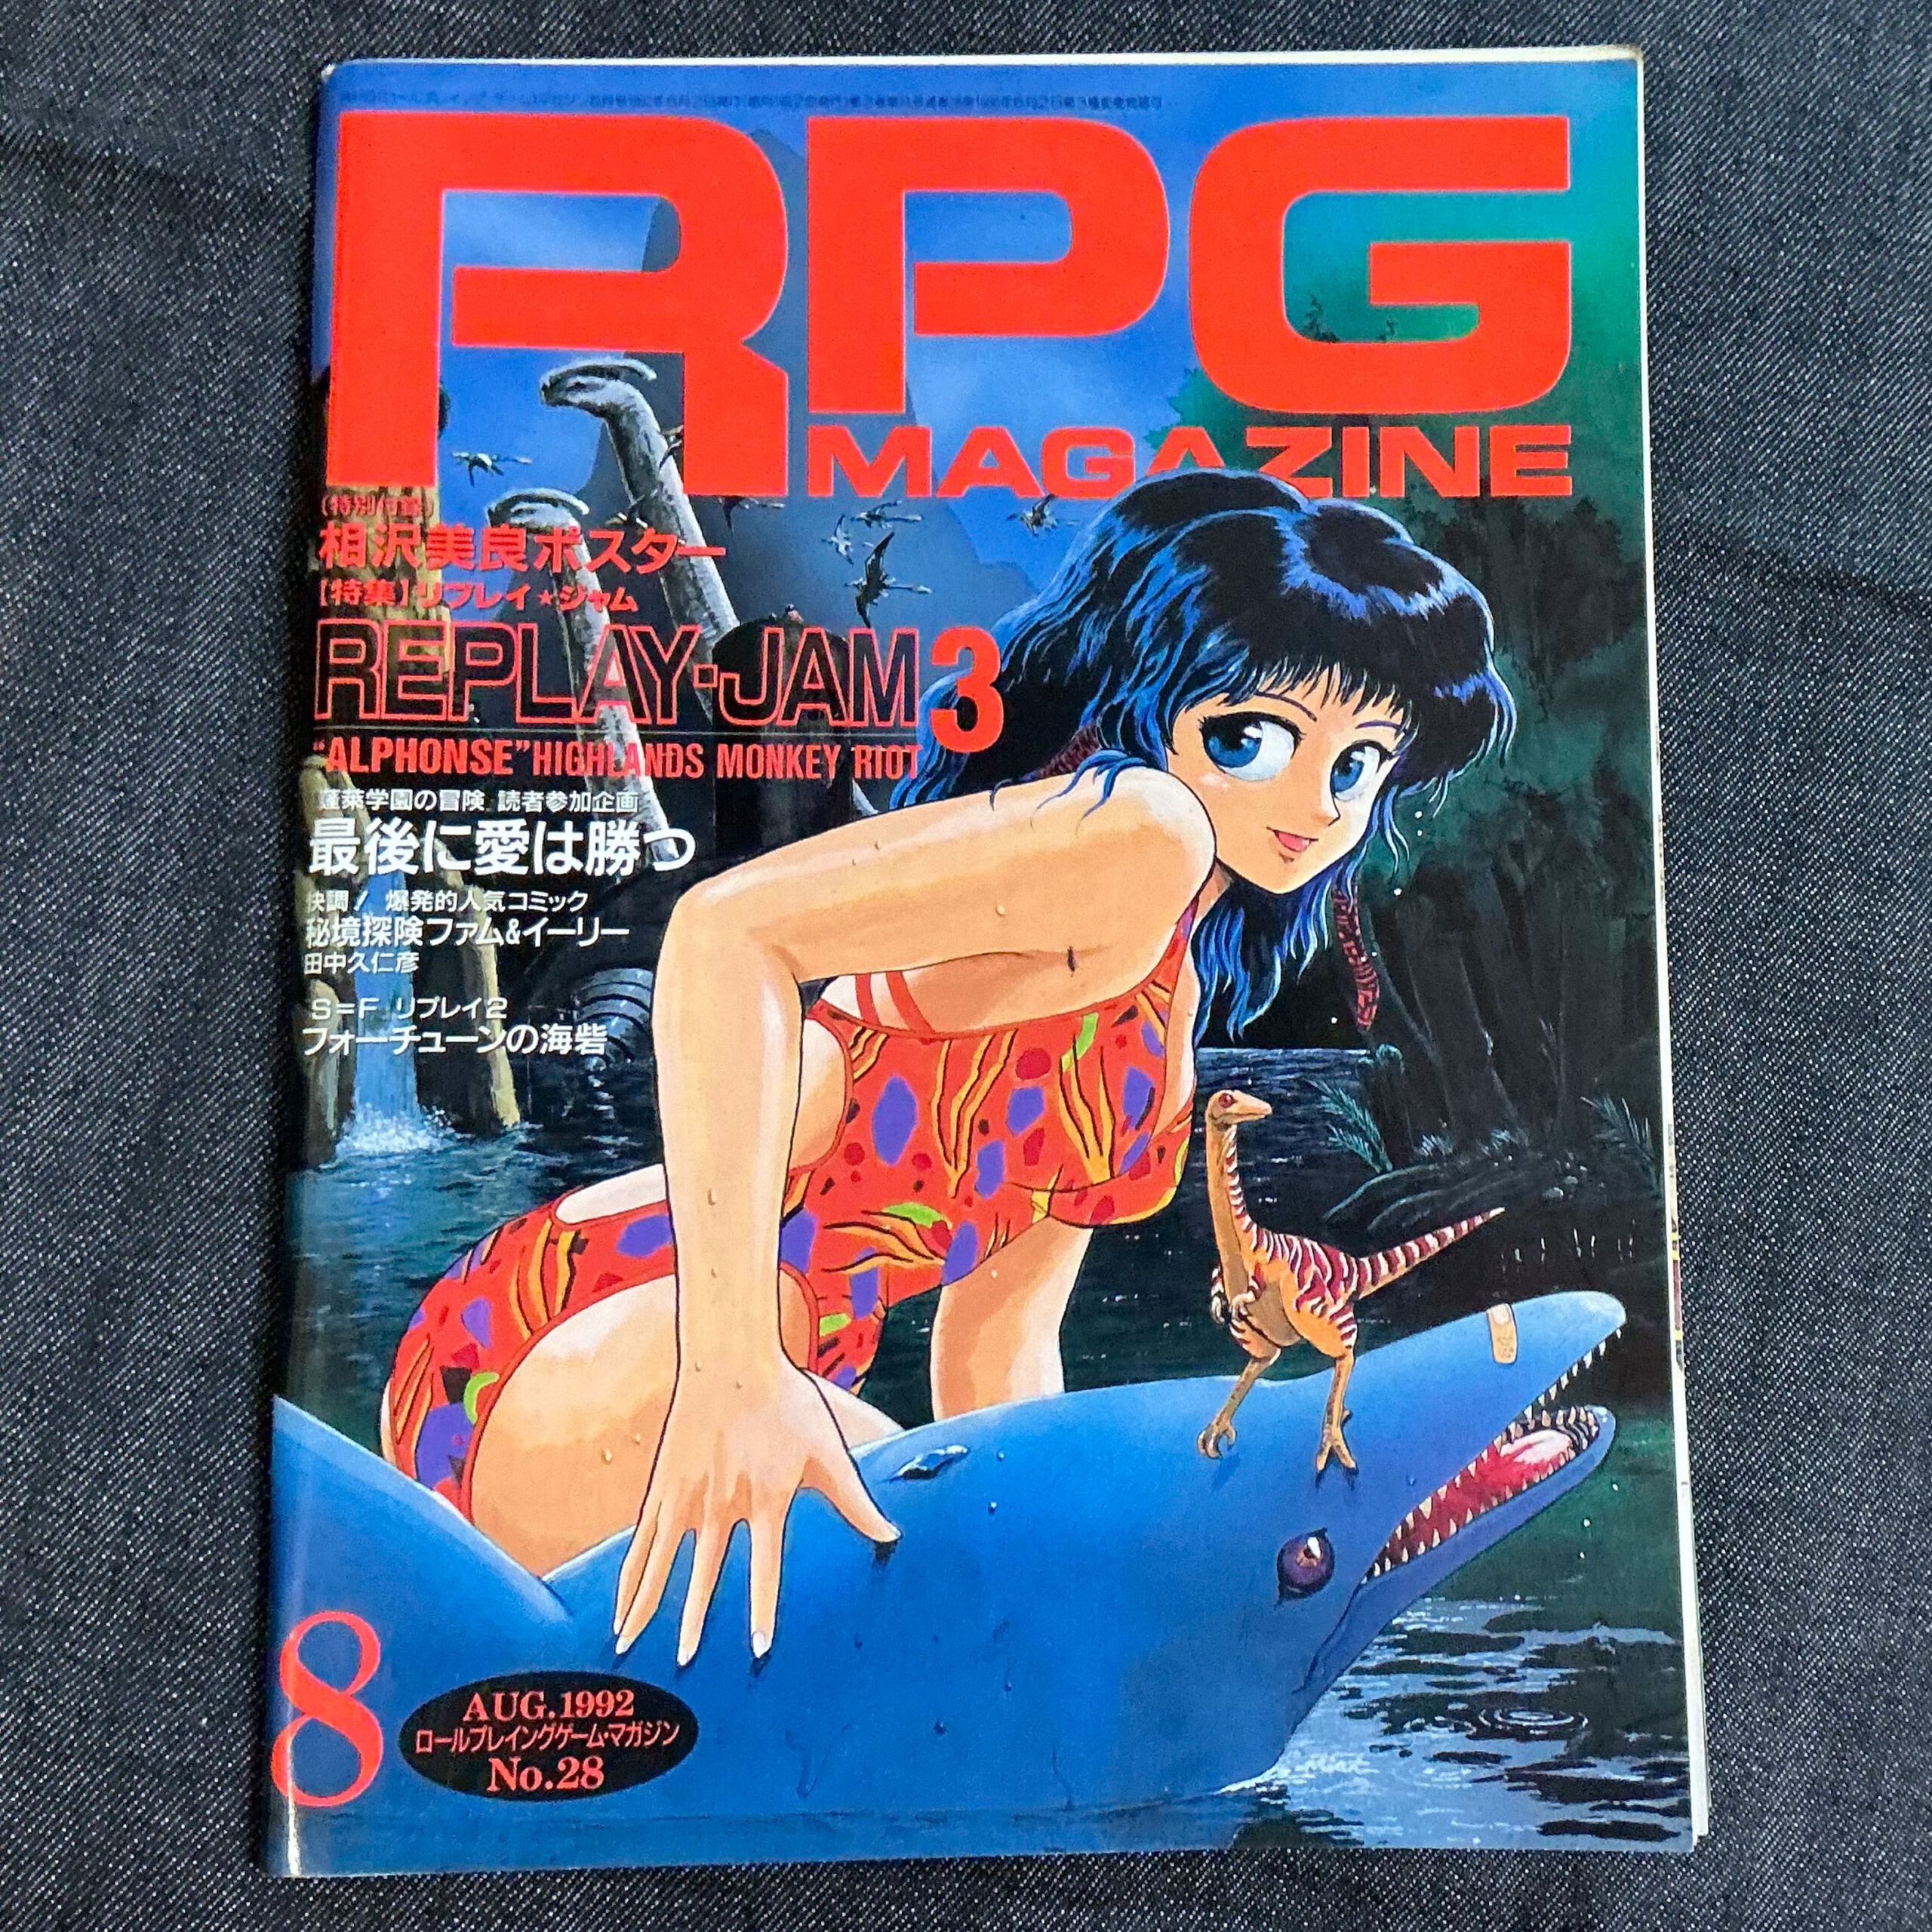 RPG
MAGAZINE
(特別付録)
相沢美良ポスター
【特集】リプレイ★ジャム
REPLAY・JAM3
"ALPHONSE"HIGHLANDS MONKEY RIOT
蓬莱学園の冒険 読者参加企画
最後に愛は勝つ
快調! 爆発的人気コミック
秘境探険ファム&イーリー
田中久仁彦
S=F リプレイ2
フォーチューンの海砦
8
AUG.1992
ロールプレイングゲーム・マガジン
No.28